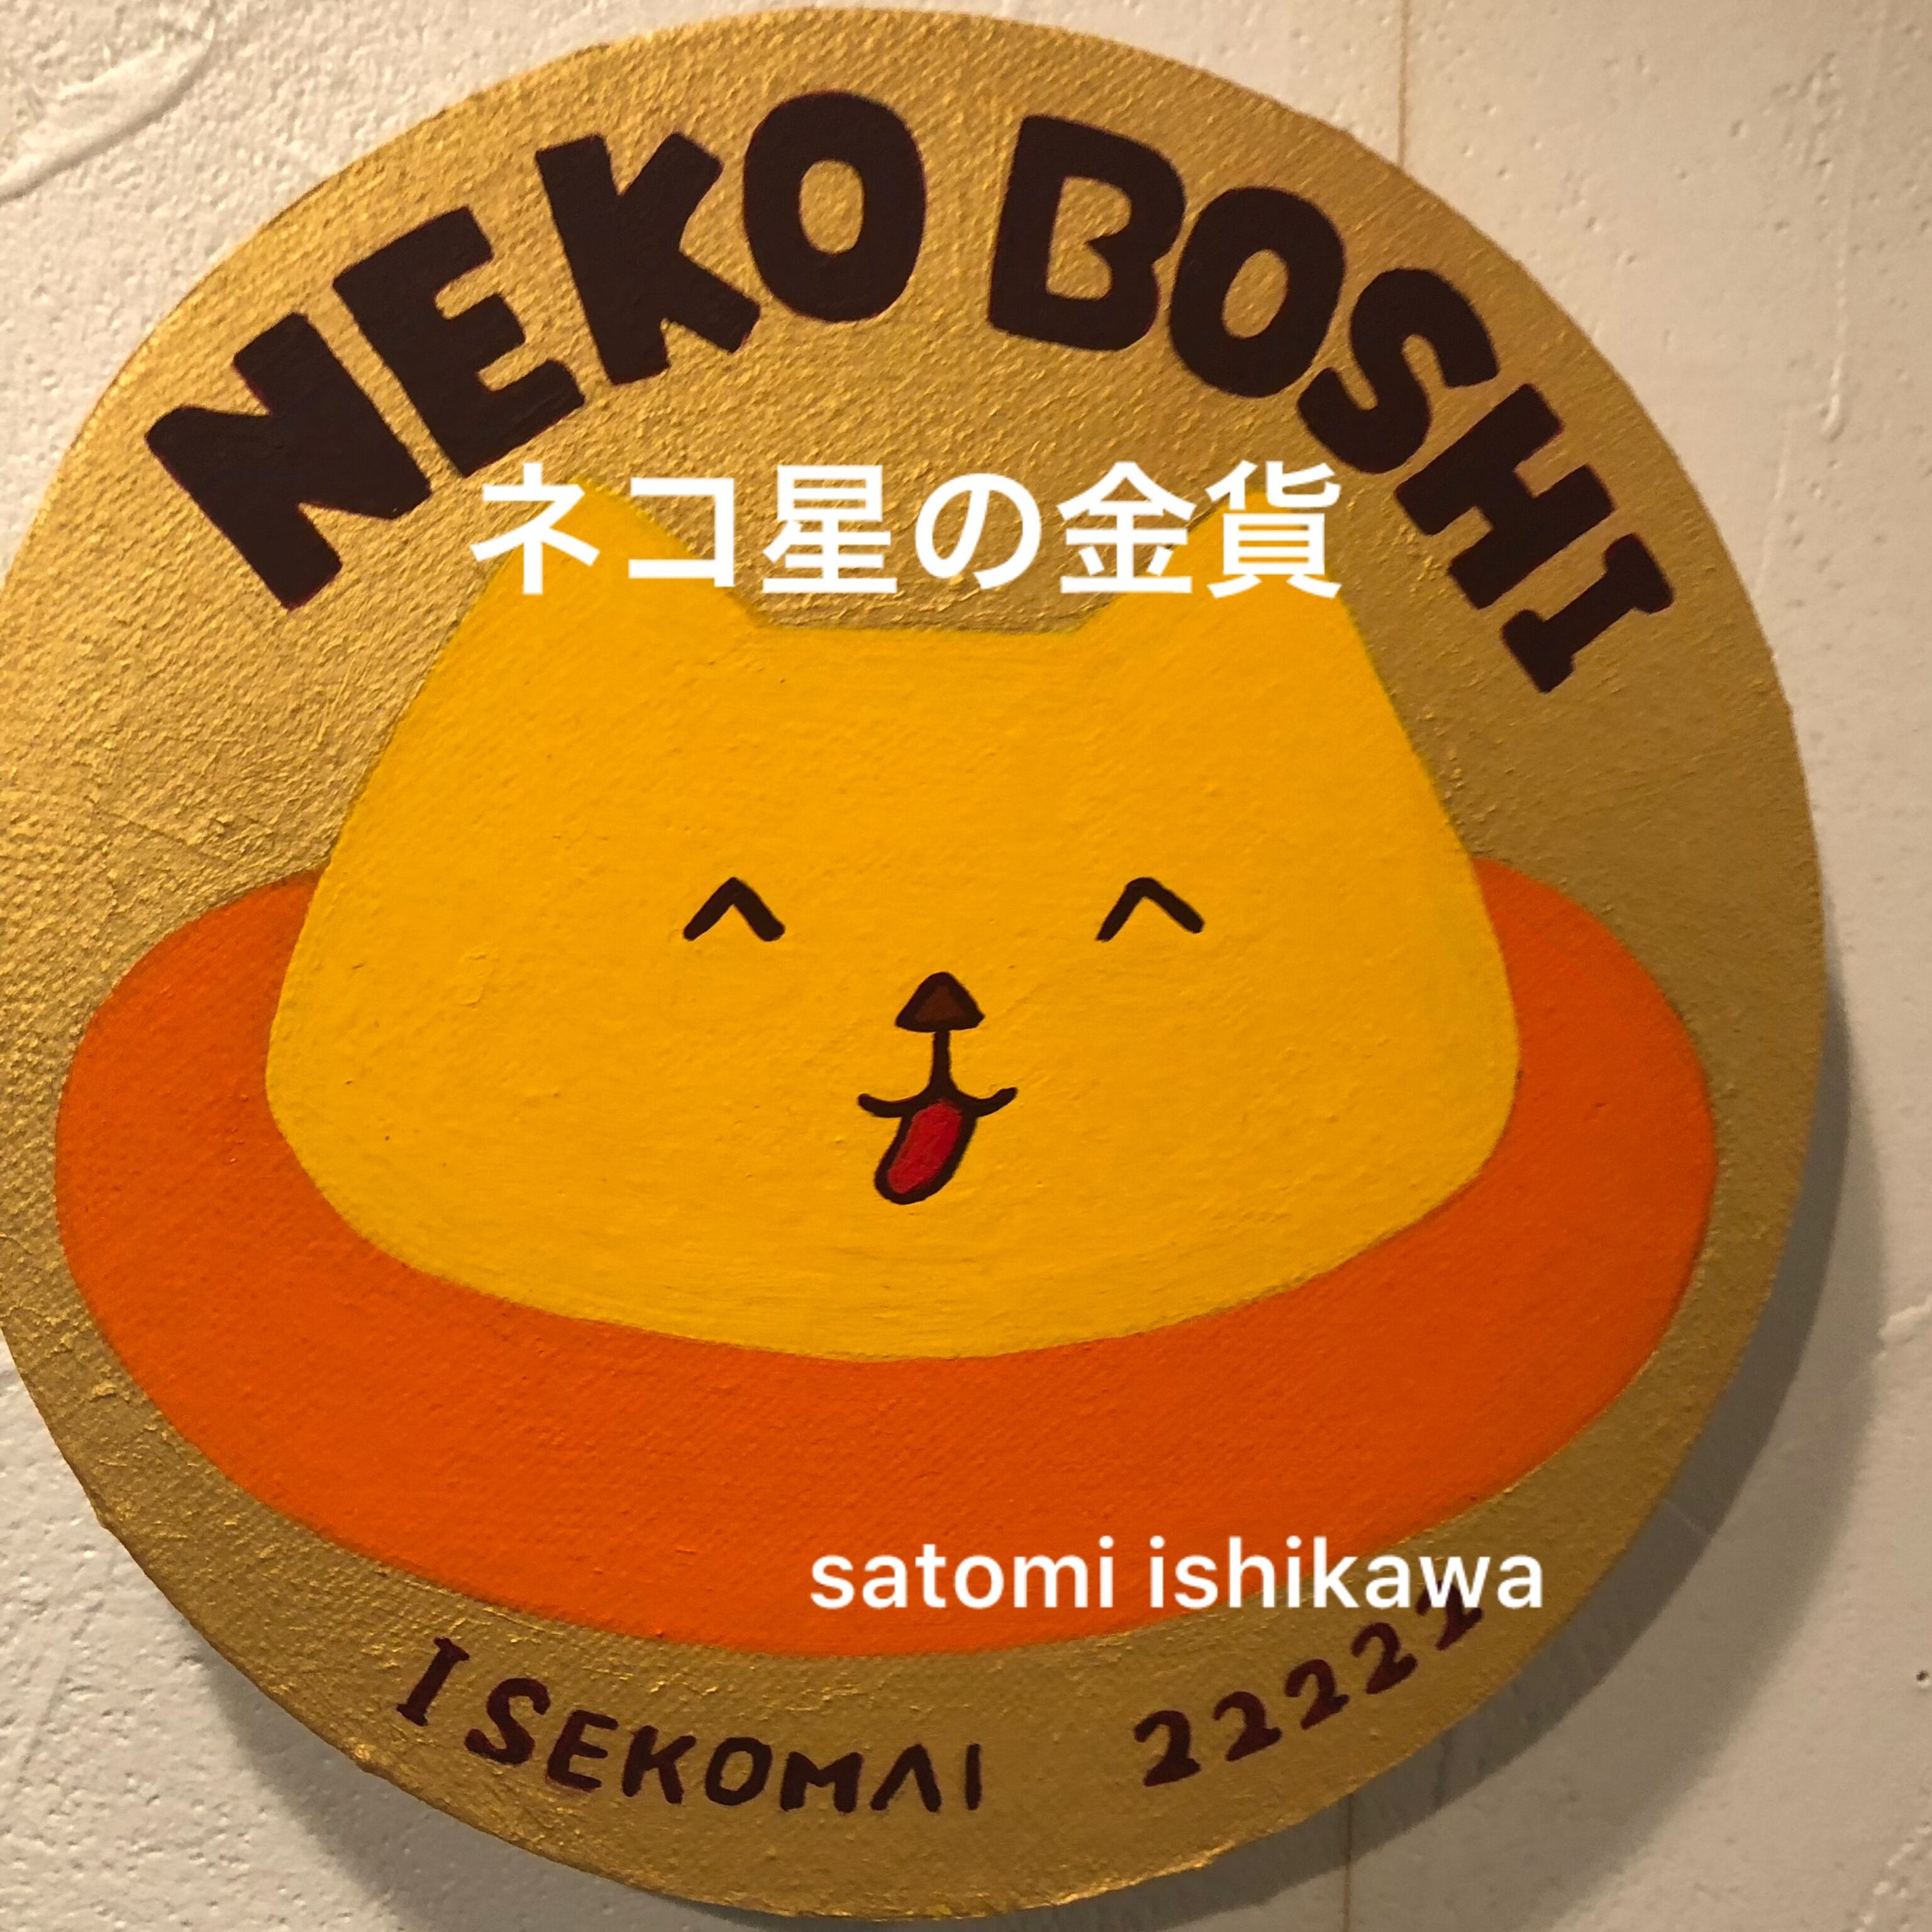 NEKO BOSHI
ネコ星の金貨
satomi ishikawa
ISEKOMAI 22222